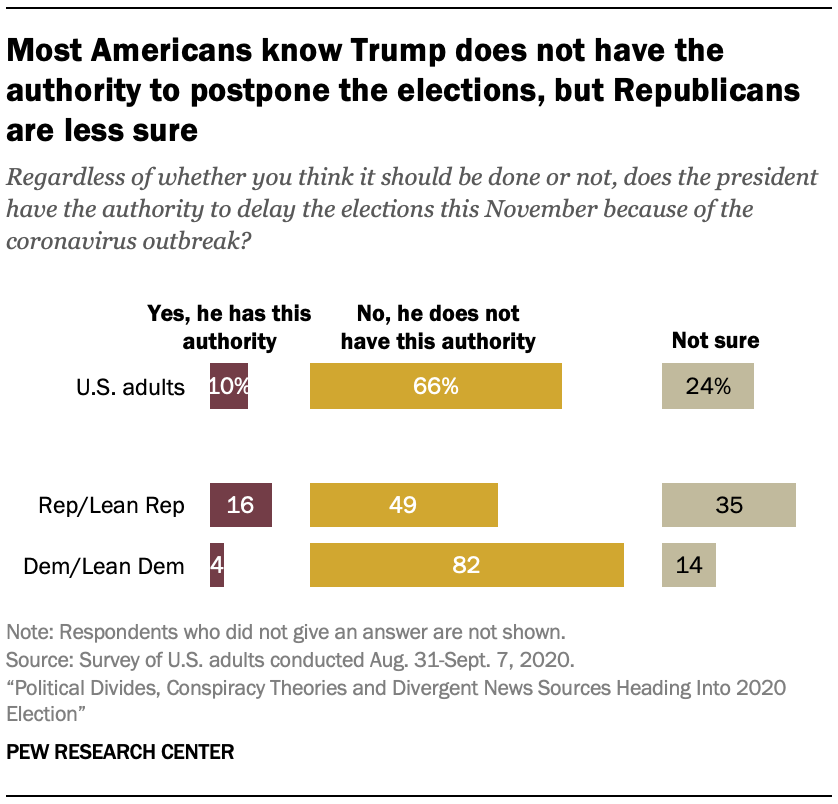 Most Americans know Trump does not have the
authority to postpone the elections, but Republicans
are less sure
Regardless of whether you think it should be done or not, does the president
have the authority to delay the elections this November because of the
coronavirus outbreak?
Yes, he has this
authority
No, he does not
have this authority
Not sure
U.S. adults 10% 66% 24%
Rep/Lean Rep 16 49 35
Dem/Lean Dem 4 82 14
Note: Respondents who did not give an answer are not shown.
Source: Survey of U.S. adults conducted Aug. 31-Sept. 7, 2020.
“Political Divides, Conspiracy Theories and Divergent News Sources Heading Into 2020
Election”
PEW RESEARCH CENTER